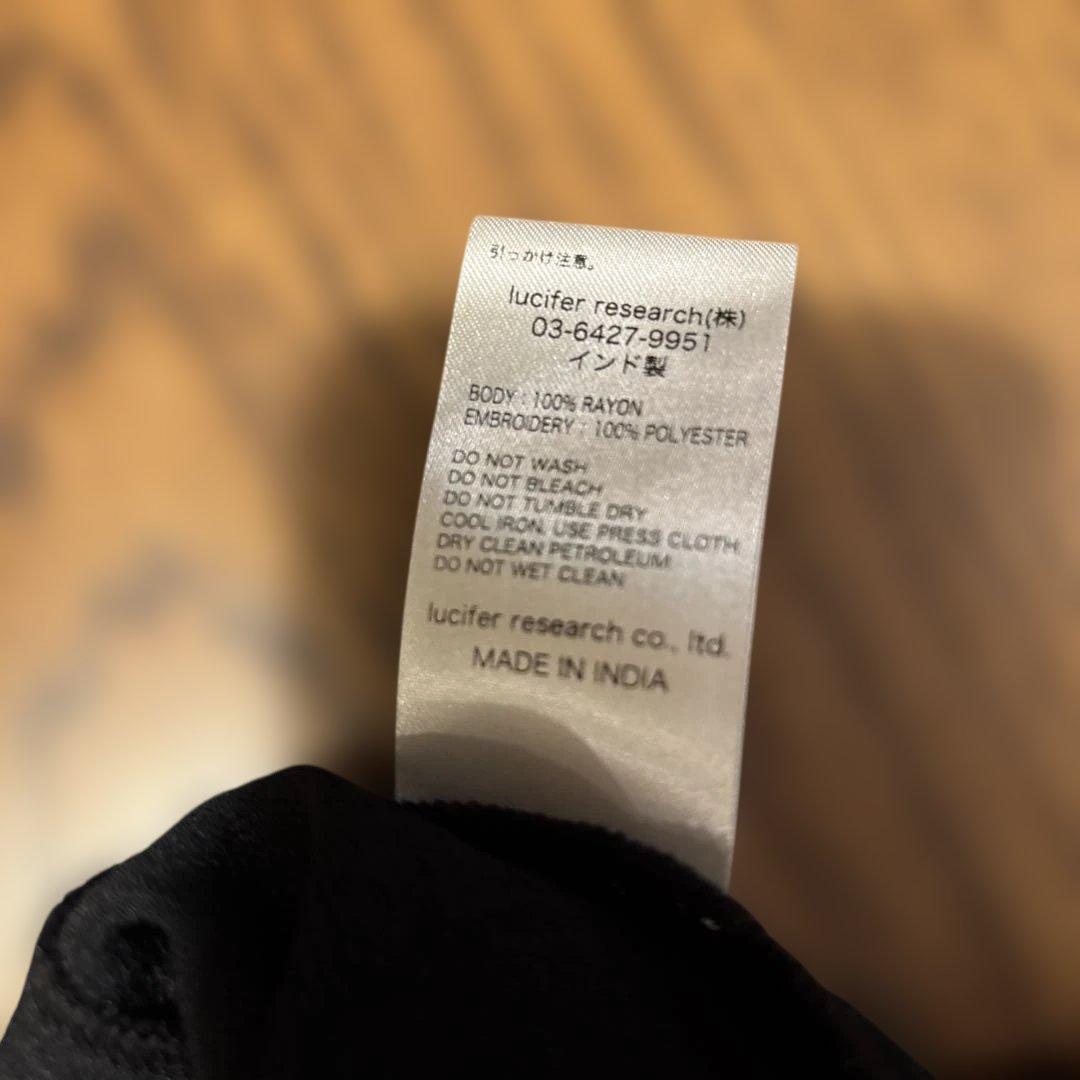 引っかけ注意。
lucifer research(株)
03-6427-9951
インド製
BODY : 100% RAYON
EMBROIDERY : 100% POLYESTER
DO NOT WASH
DO NOT BLEACH
DO NOT TUMBLE DRY
COOL IRON. USE PRESS CLOTH
DRY CLEAN PETROLEUM
DO NOT WET CLEAN
lucifer research co., ltd.
MADE IN INDIA